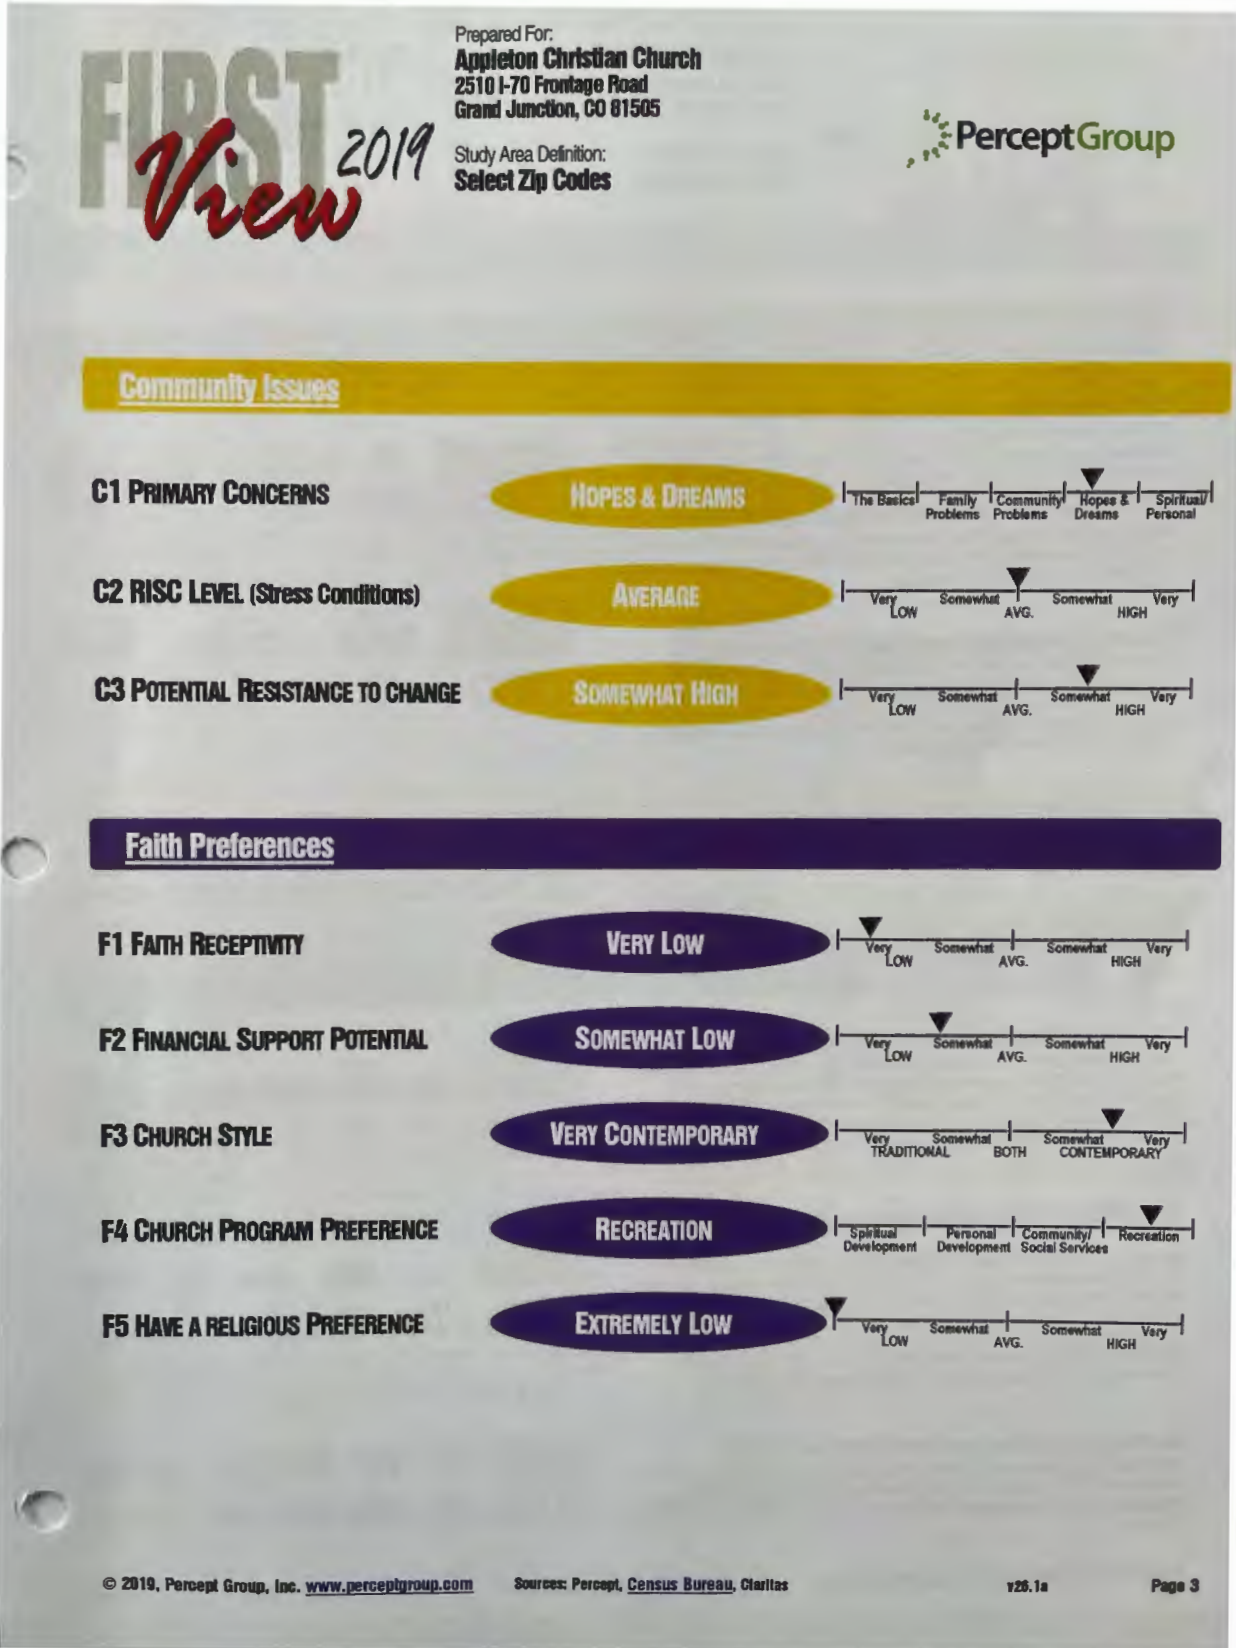 FIRST
View 2019
Prepared For:
Appleton Christian Church
2510 I-70 Frontage Road
Grand Junction, CO 81505
Study Area Definition:
Select Zip Codes
PerceptGroup
Community Issues
C1 PRIMARY CONCERNS
HOPES & DREAMS
The Basics Family Community Hopes & Spiritual/
Problems Problems Dreams Personal
C2 RISC LEVEL (Stress Conditions)
AVERAGE
Very Somewhat Somewhat Very
LOW AVG. HIGH
C3 POTENTIAL RESISTANCE TO CHANGE
SOMEWHAT HIGH
Very Somewhat Somewhat Very
LOW AVG. HIGH
Faith Preferences
F1 FAITH RECEPTIVITY
VERY LOW
Very Somewhat Somewhat Very
LOW AVG. HIGH
F2 FINANCIAL SUPPORT POTENTIAL
SOMEWHAT LOW
Very Somewhat Somewhat Very
LOW AVG. HIGH
F3 CHURCH STYLE
VERY CONTEMPORARY
Very Somewhat Somewhat Very
TRADITIONAL BOTH CONTEMPORARY
F4 CHURCH PROGRAM PREFERENCE
RECREATION
Spiritual Personal Community/ Recreation
Development Development Social Services
F5 HAVE A RELIGIOUS PREFERENCE
EXTREMELY LOW
Very Somewhat Somewhat Very
LOW AVG. HIGH
© 2019, Percept Group, Inc. www.perceptgroup.com Sources: Percept, Census Bureau, Claritas v26.1a Page 3